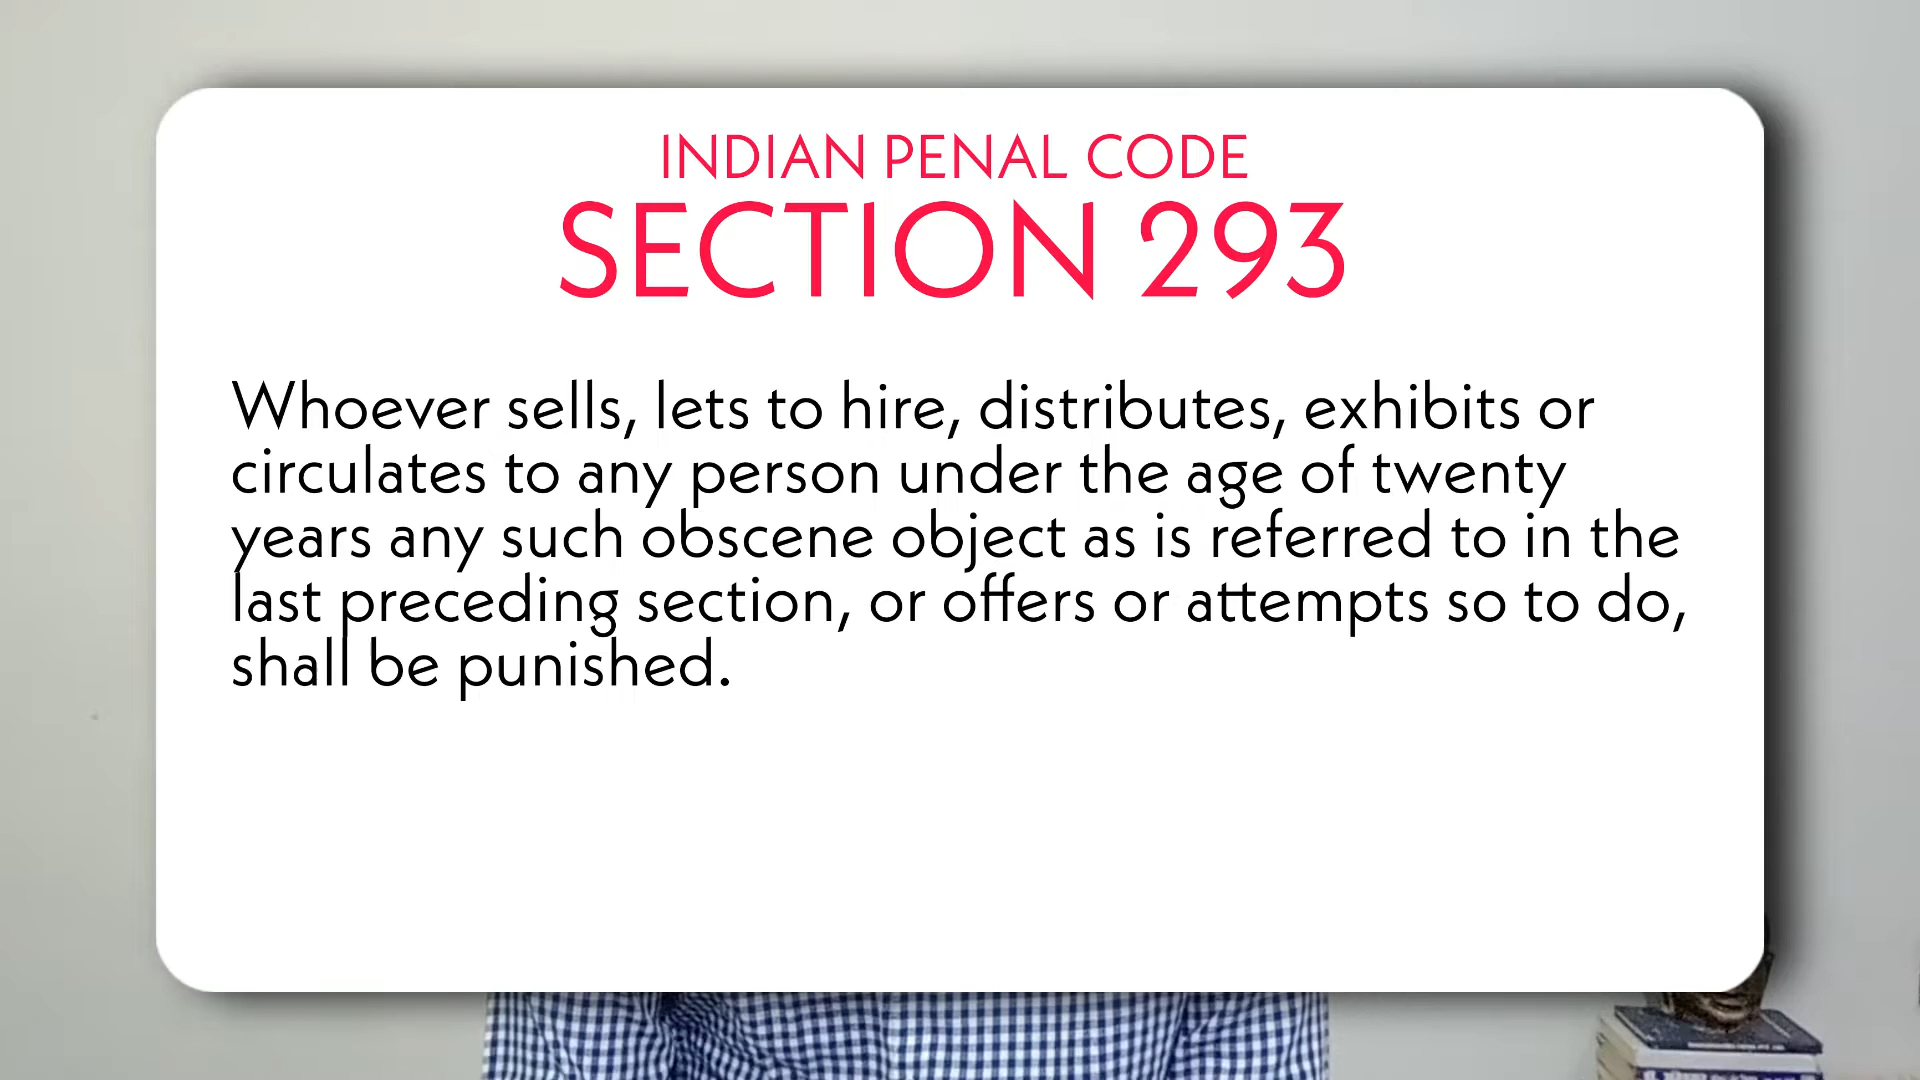 INDIAN PENAL CODE
SECTION 293
Whoever sells, lets to hire, distributes, exhibits or
circulates to any person under the age of twenty
years any such obscene object as is referred to in the
last preceding section, or offers or attempts so to do,
shall be punished.